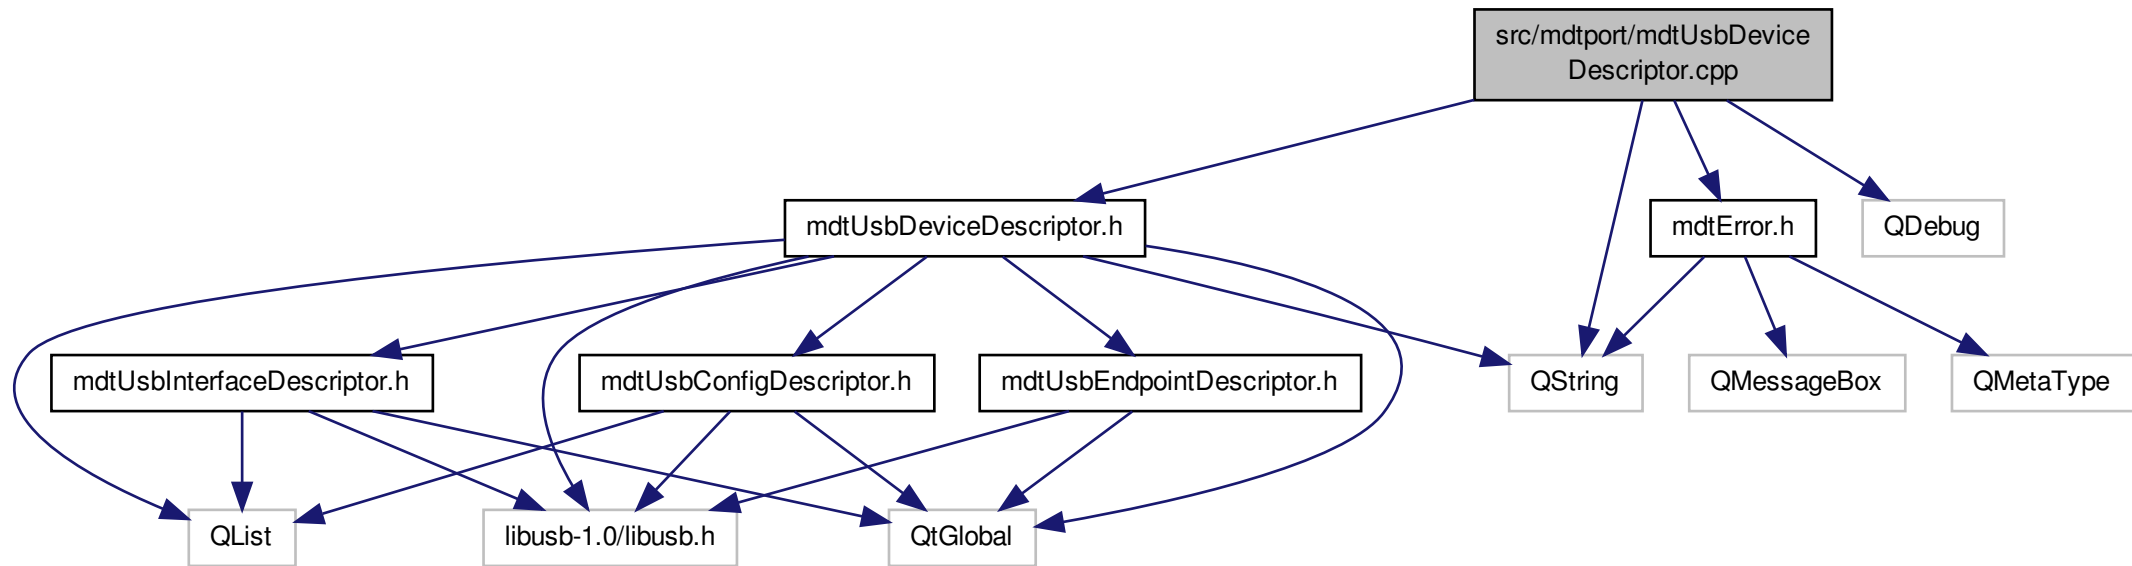 src/mdtport/mdtUsbDevice
Descriptor.cpp
mdtUsbDeviceDescriptor.h
mdtError.h
QDebug
mdtUsbInterfaceDescriptor.h
mdtUsbConfigDescriptor.h
mdtUsbEndpointDescriptor.h
QString
QMessageBox
QMetaType
QList
libusb-1.0/libusb.h
QtGlobal